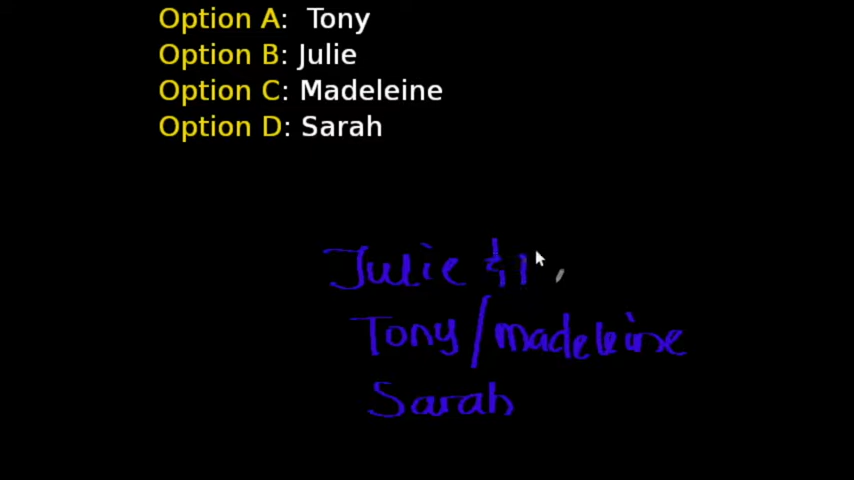 Option A: Tony
Option B: Julie
Option C: Madeleine
Option D: Sarah
Julie
Tony/madeleine
Sarah